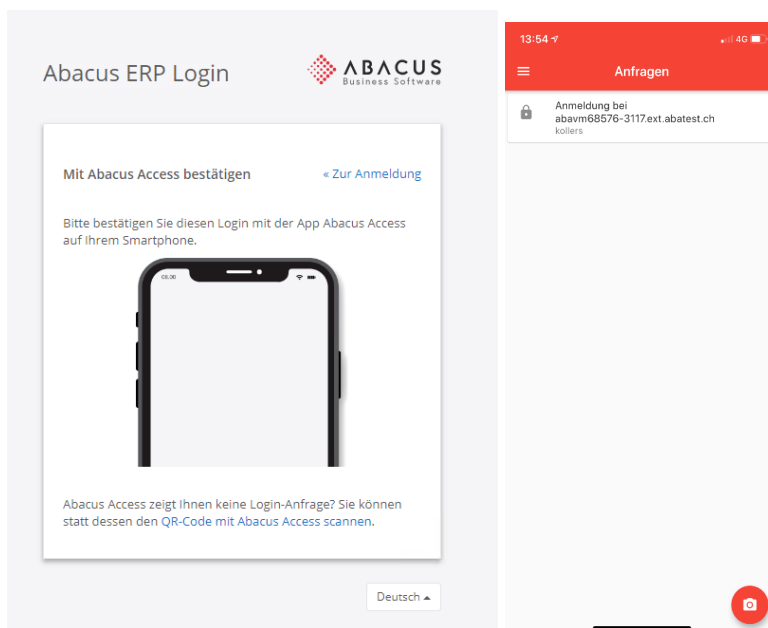 Abacus ERP Login
ABACUS
Business Software
Mit Abacus Access bestätigen
« Zur Anmeldung
Bitte bestätigen Sie diesen Login mit der App Abacus Access
auf Ihrem Smartphone.
08:00
Abacus Access zeigt Ihnen keine Login-Anfrage? Sie können
statt dessen den QR-Code mit Abacus Access scannen.
Deutsch
13:54
4G
Anfragen
Anmeldung bei
abavm68576-3117.ext.abatest.ch
kollers